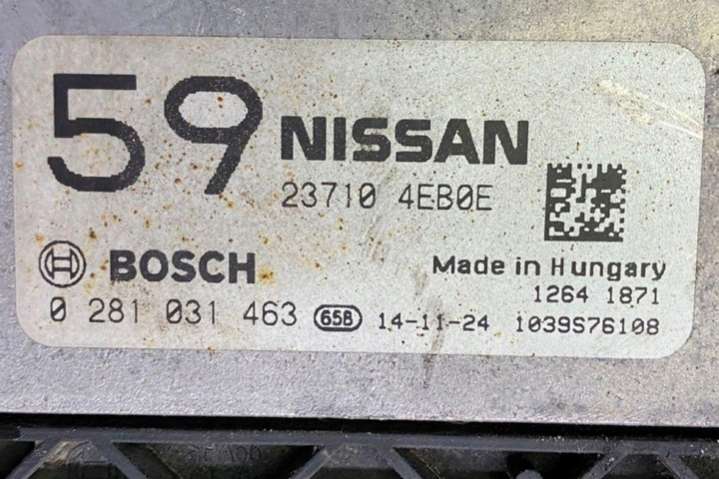 59 NISSAN
23710 4EB0E
BOSCH
Made in Hungary
1264 1871
0 281 031 463 65B 14-11-24 1039S76108